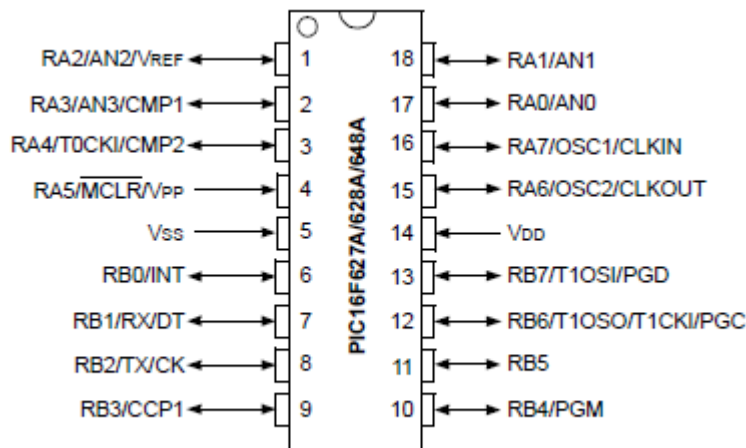 RA2/AN2/VREF 1 18 RA1/AN1
RA3/AN3/CMP1 2 17 RA0/AN0
RA4/T0CKI/CMP2 3 16 RA7/OSC1/CLKIN
RA5/MCLR/VPP 4 15 RA6/OSC2/CLKOUT
VSS 5 14 VDD
RB0/INT 6 13 RB7/T1OSI/PGD
RB1/RX/DT 7 12 RB6/T1OSO/T1CKI/PGC
RB2/TX/CK 8 11 RB5
RB3/CCP1 9 10 RB4/PGM
PIC16F627A/628A/648A